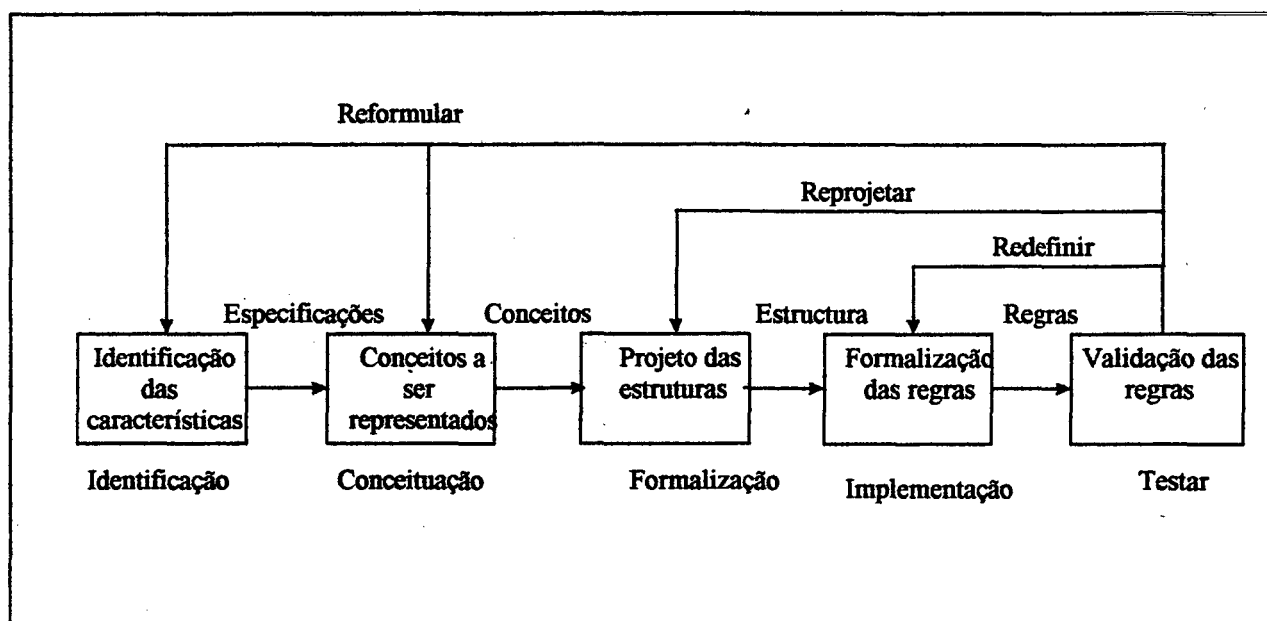 Reformular
Reprojetar
Redefinir
Especificações
Conceitos
Estructura
Regras
Identificação
das
características
Conçeitos a
ser
representados
Projeto das
estruturas
Formalização
das regras
Validação das
regras
Identificação
Conceituação
Formalização
Implementação
Testar